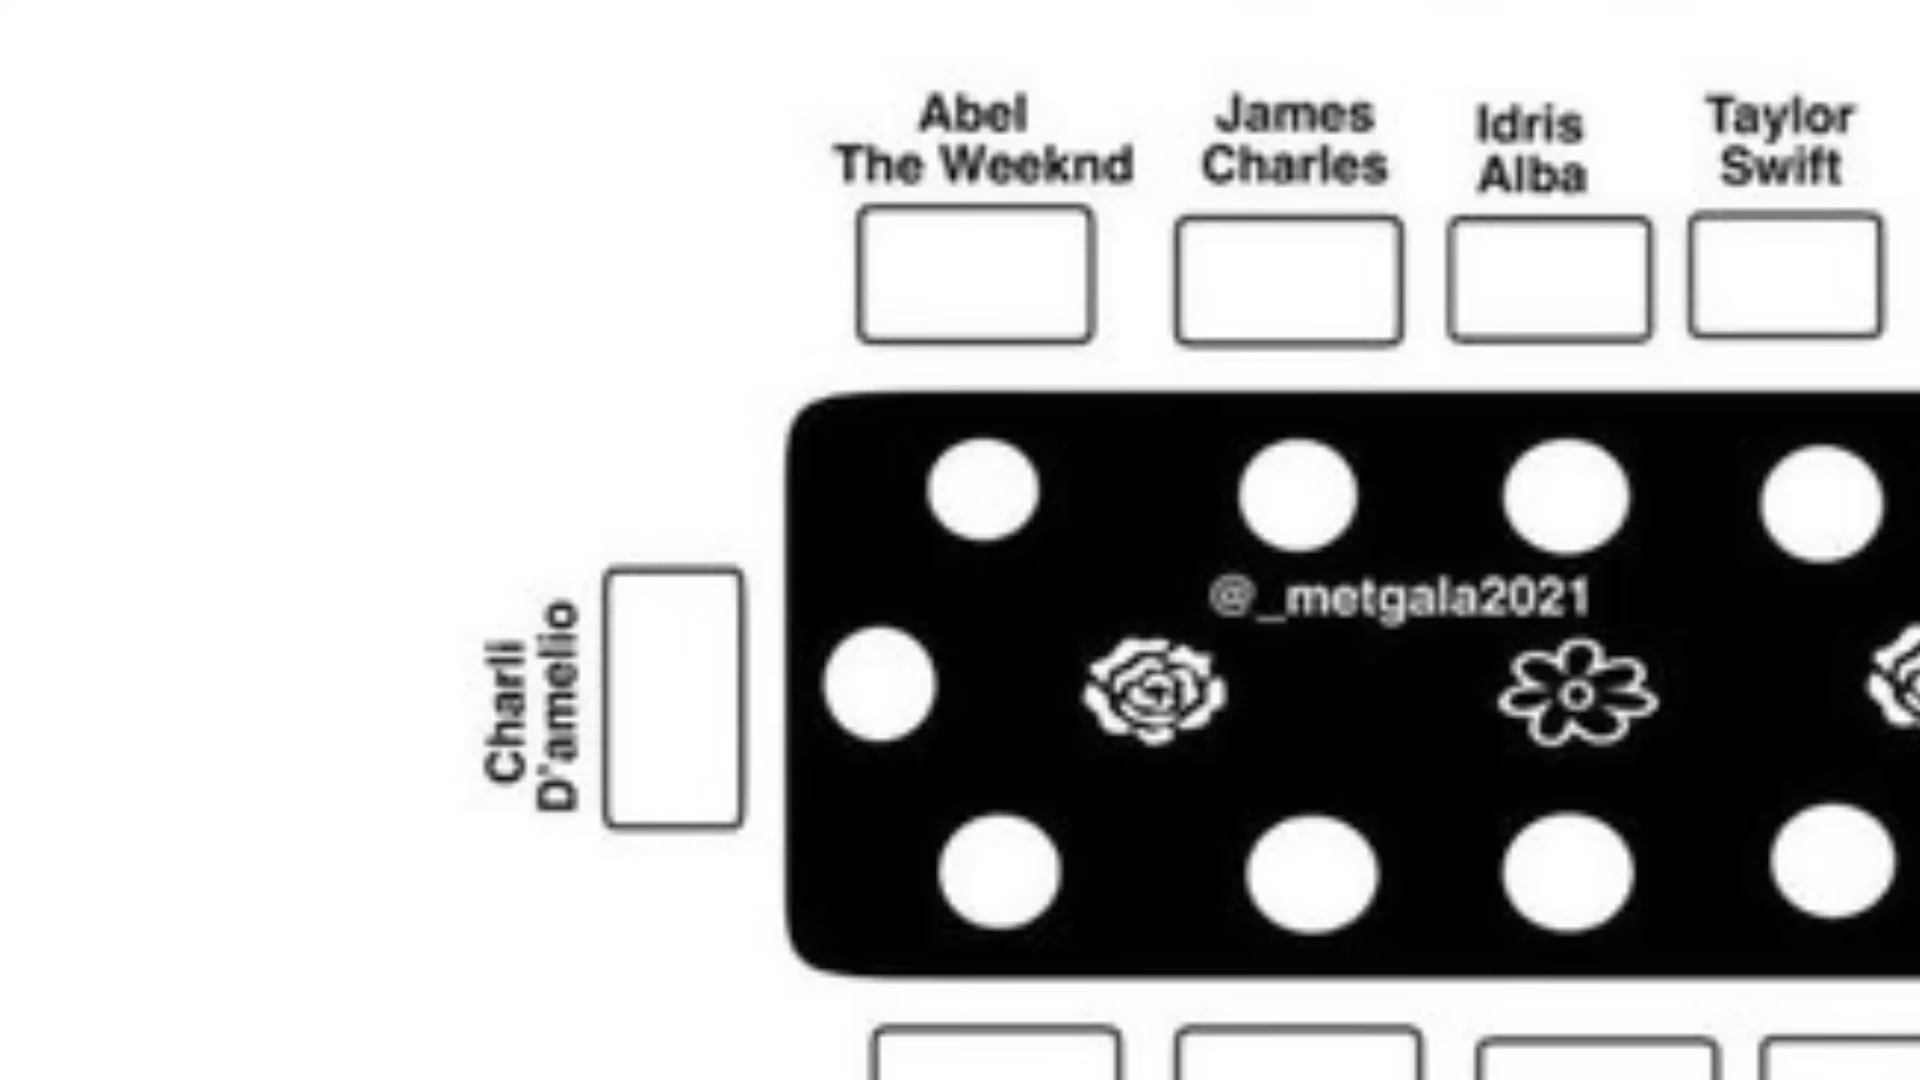 Abel
The Weeknd
James
Charles
Idris
Alba
Taylor
Swift
@_metgala2021
Charli
D'amelio